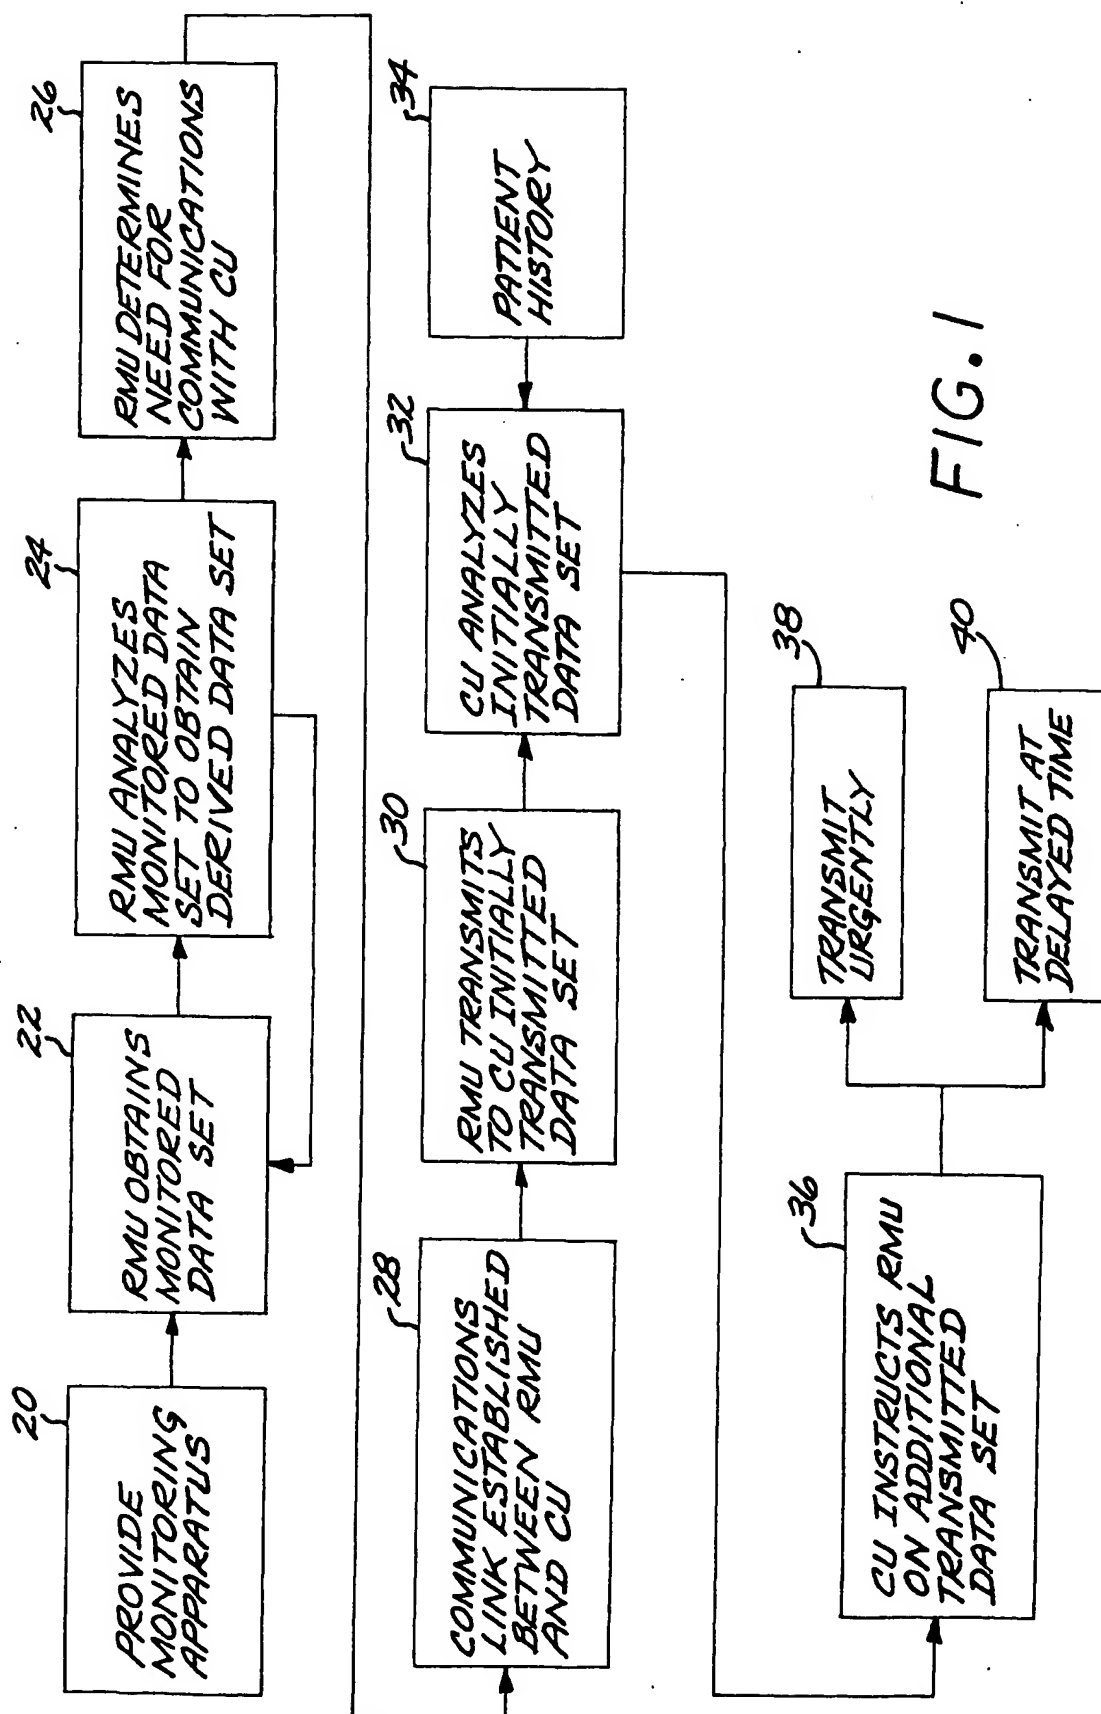 20
PROVIDE
MONITORING
APPARATUS
22
RMU OBTAINS
MONITORED
DATA SET
24
RMU ANALYZES
MONITORED DATA
SET TO OBTAIN
DERIVED DATA SET
26
RMU DETERMINES
NEED FOR
COMMUNICATIONS
WITH CU
28
COMMUNICATIONS
LINK ESTABLISHED
BETWEEN RMU
AND CU
30
RMU TRANSMITS
TO CU INITIALLY
TRANSMITTED
DATA SET
32
CU ANALYZES
INITIALLY
TRANSMITTED
DATA SET
34
PATIENT
HISTORY
36
CU INSTRUCTS RMU
ON ADDITIONAL
TRANSMITTED
DATA SET
38
TRANSMIT
URGENTLY
40
TRANSMIT AT
DELAYED TIME
FIG. 1